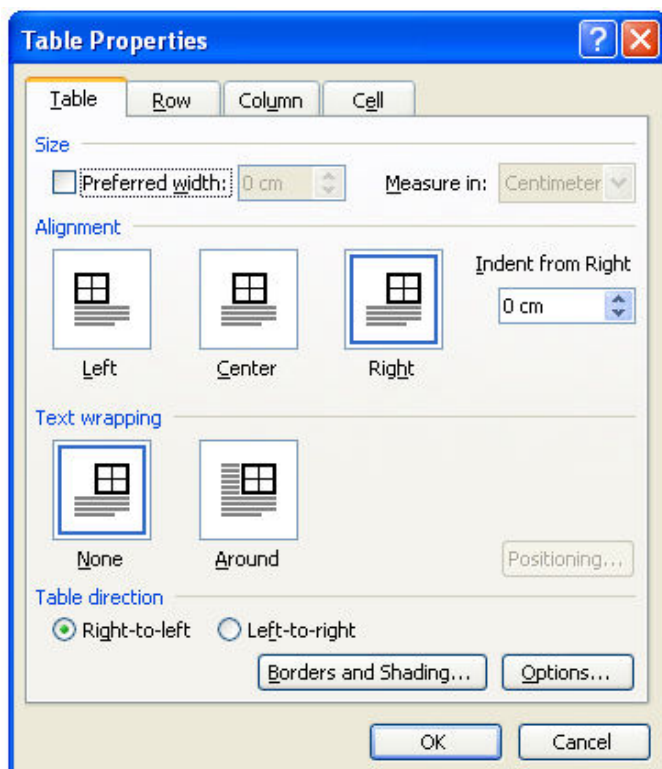 Table Properties
Table Row Column Cell
Size
Preferred width: 0 cm Measure in: Centimeter
Alignment
Indent from Right
0 cm
Left Center Right
Text wrapping
None Around
Positioning...
Table direction
Right-to-left Left-to-right
Borders and Shading... Options...
OK Cancel